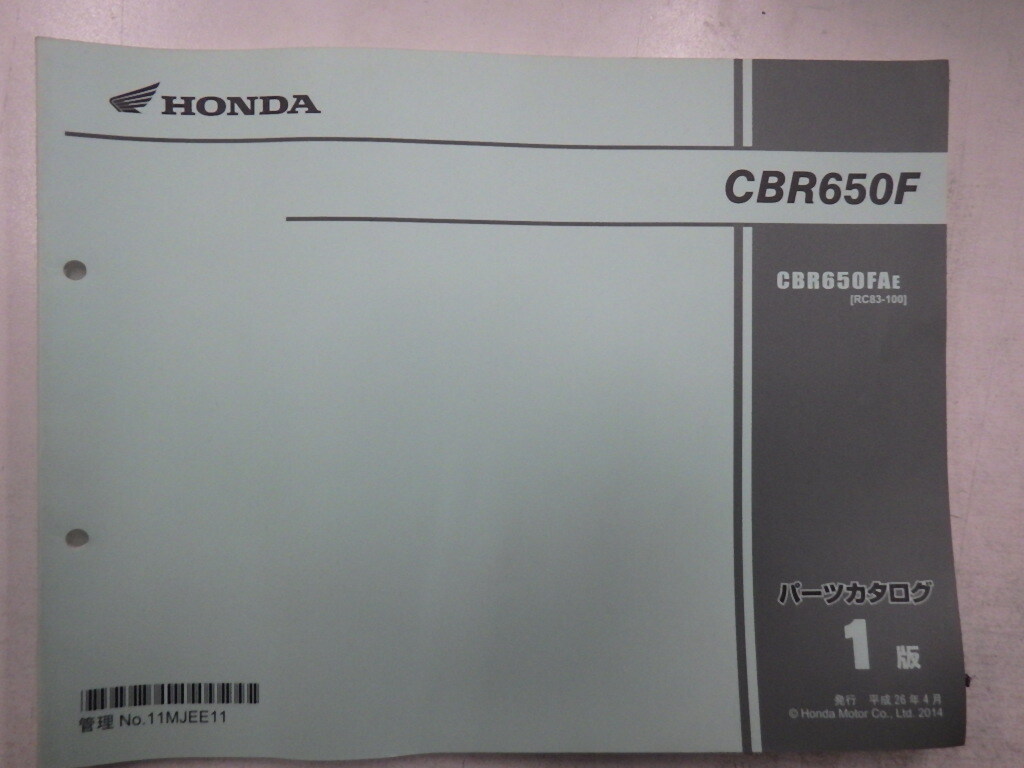 HONDA
CBR650F
CBR650FAE
[RC83-100]
パーツカタログ
1版
発行 平成26年4月
© Honda Motor Co., Ltd. 2014
管理 No.11MJEE11